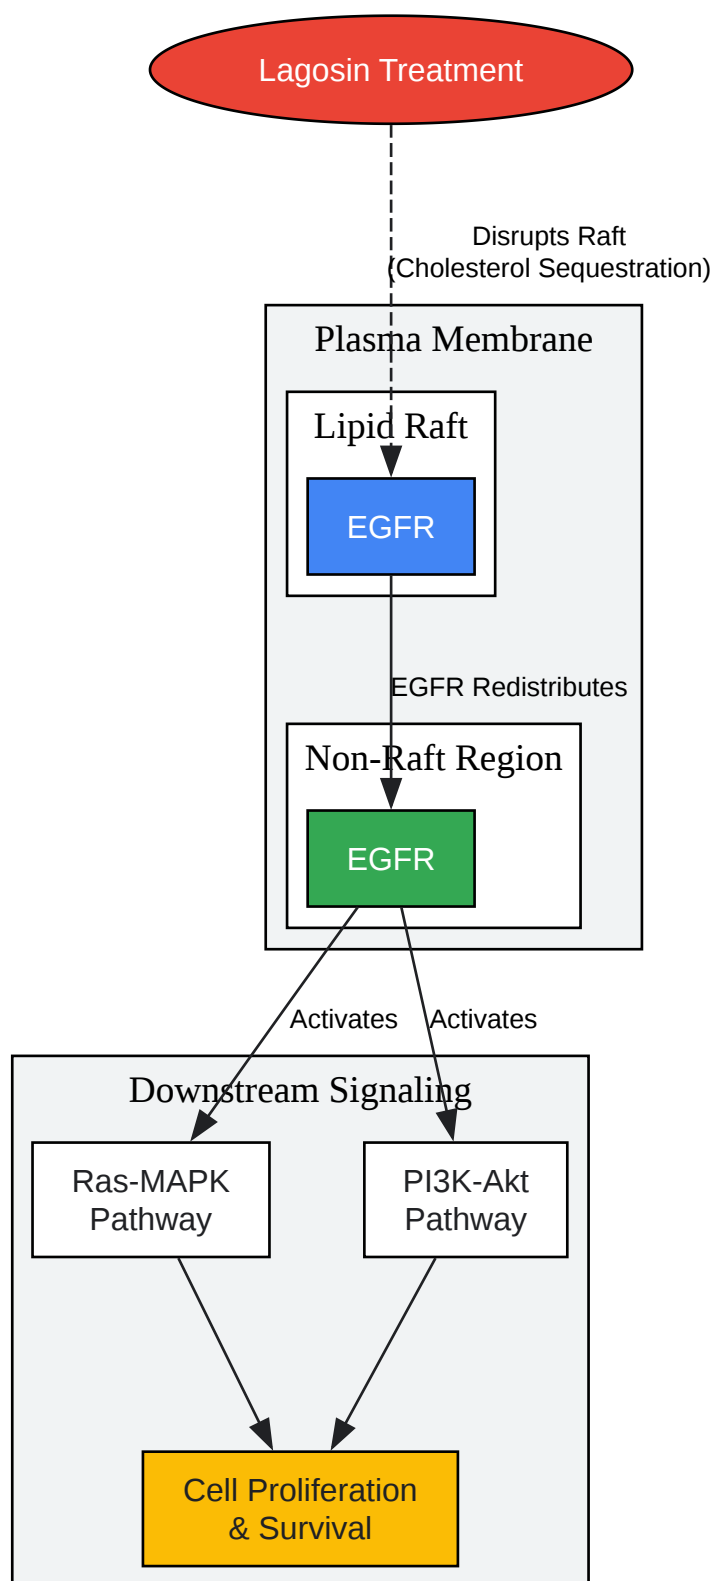 Lagosin Treatment
Disrupts Raft
(Cholesterol Sequestration)
Plasma Membrane
Lipid Raft
EGFR
EGFR Redistributes
Non-Raft Region
EGFR
Activates
Activates
Downstream Signaling
Ras-MAPK
Pathway
PI3K-Akt
Pathway
Cell Proliferation
& Survival